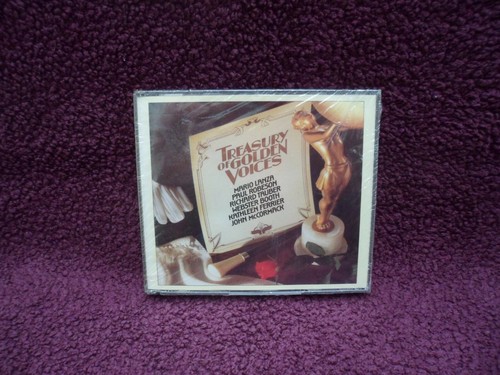 TREASURY
OF GOLDEN
VOICES
MARIO LANZA
PAUL ROBESON
RICHARD TAUBER
WEBSTER BOOTH
KATHLEEN FERRIER
JOHN McCORMACK